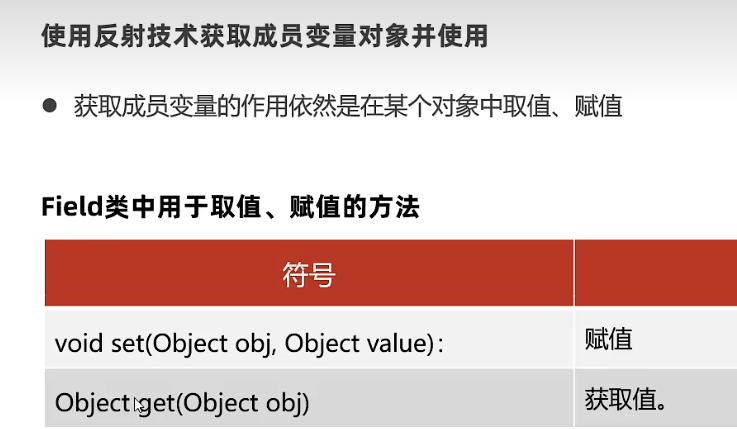 使用反射技术获取成员变量对象并使用
● 获取成员变量的作用依然是在某个对象中取值、赋值
Field类中用于取值、赋值的方法
符号
void set(Object obj, Object value)：
赋值
Object get(Object obj)
获取值。